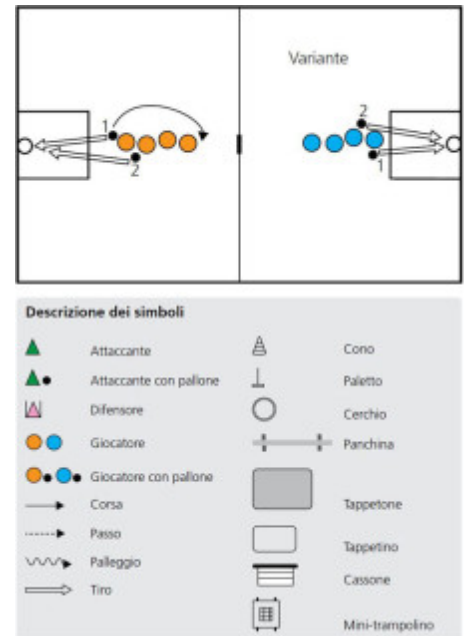 Variante
1
2
2
1
Descrizione dei simboli
Attaccante
Attaccante con pallone
Difensore
Giocatore
Giocatore con pallone
Corsa
Passo
Palleggio
Tiro
Cono
Paletto
Cerchio
Panchina
Tappetone
Tappetino
Cassone
Mini-trampolino